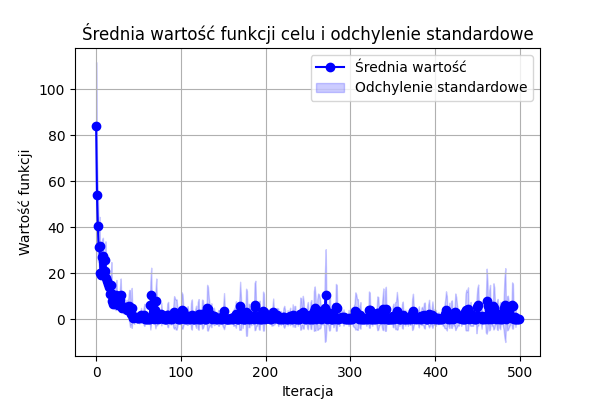 Średnia wartość funkcji celu i odchylenie standardowe
Średnia wartość
Odchylenie standardowe
Wartość funkcji
100
80
60
40
20
0
0 100 200 300 400 500
Iteracja